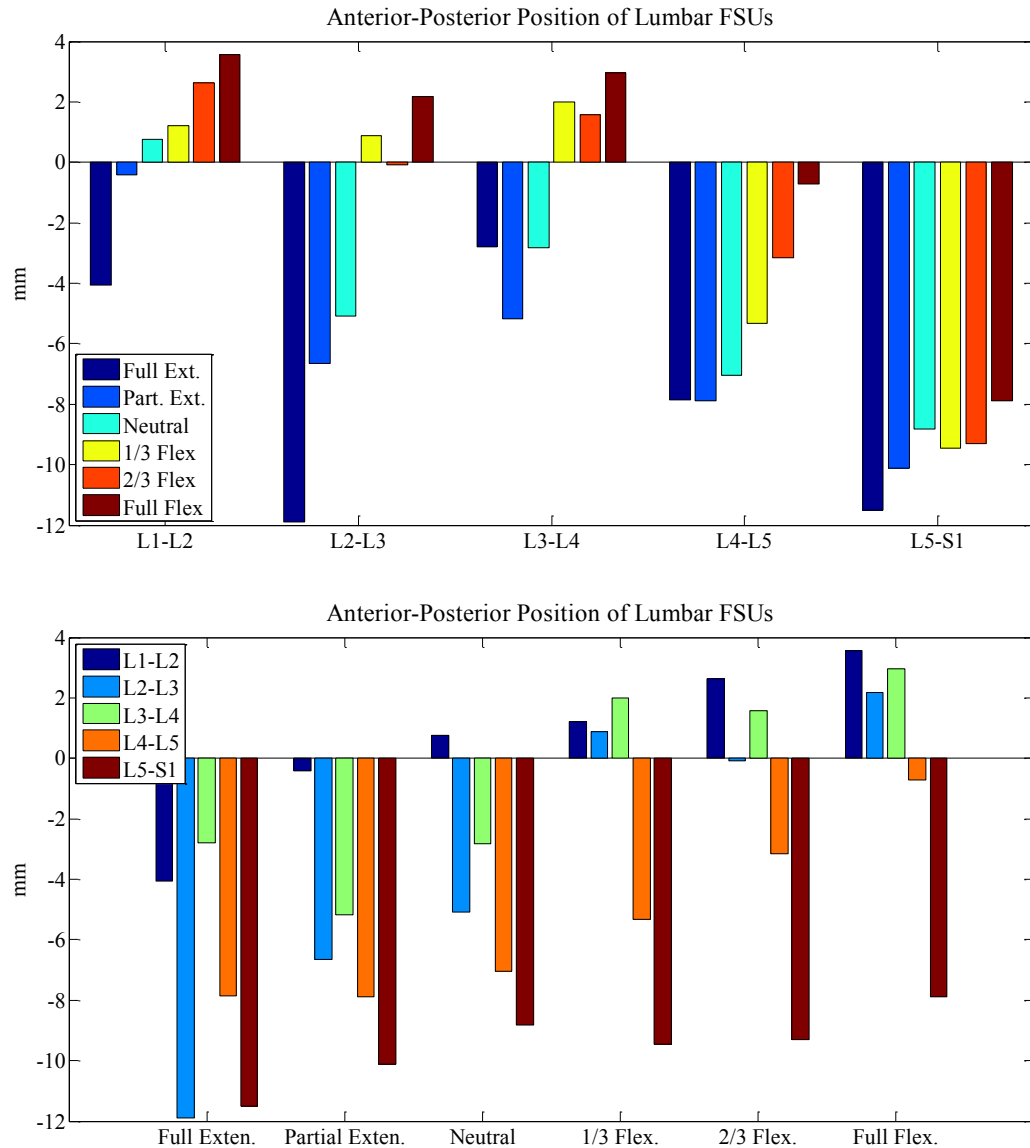 Anterior-Posterior Position of Lumbar FSUs
4
2
0
-2
-4
-6
-8
-10
-12
mm
Full Ext.
Part. Ext.
Neutral
1/3 Flex
2/3 Flex
Full Flex
L1-L2 L2-L3 L3-L4 L4-L5 L5-S1
Anterior-Posterior Position of Lumbar FSUs
4
2
0
-2
-4
-6
-8
-10
-12
mm
L1-L2
L2-L3
L3-L4
L4-L5
L5-S1
Full Exten. Partial Exten. Neutral 1/3 Flex. 2/3 Flex. Full Flex.